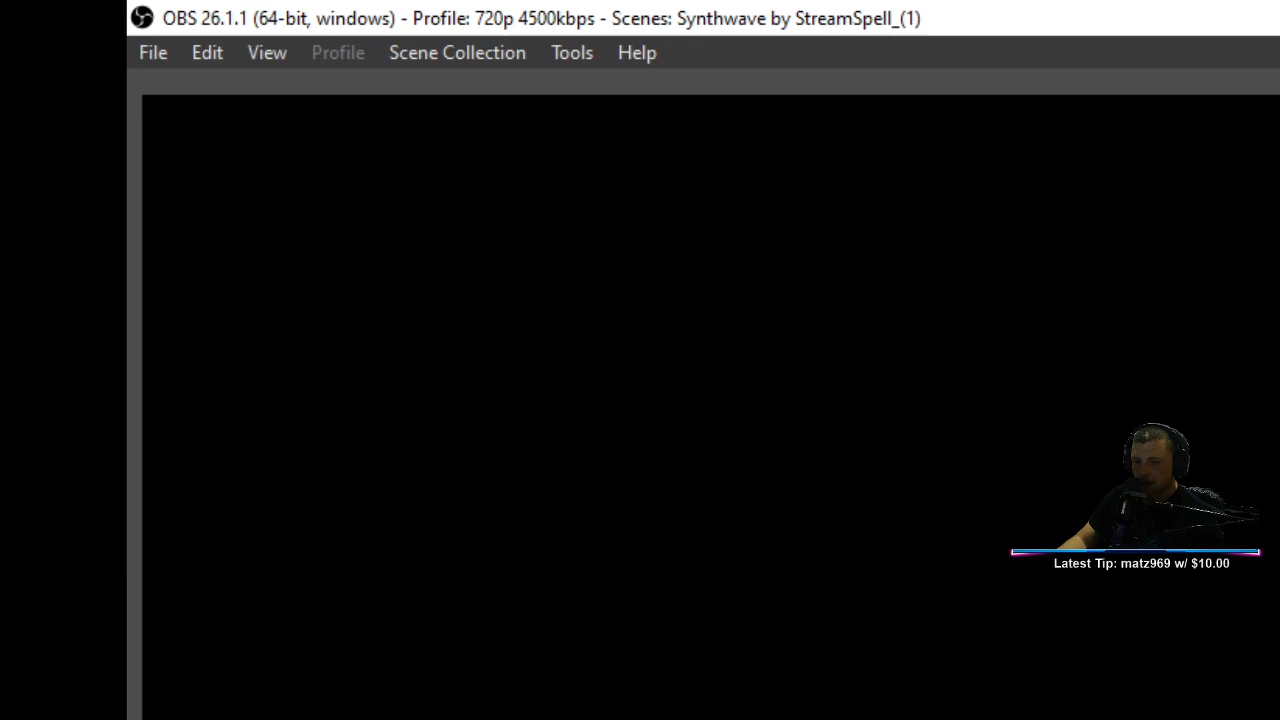 OBS 26.1.1 (64-bit, windows) - Profile: 720p 4500kbps - Scenes: Synthwave by StreamSpell_(1)
File Edit View Profile Scene Collection Tools Help
Latest Tip: matz969 w/ $10.00